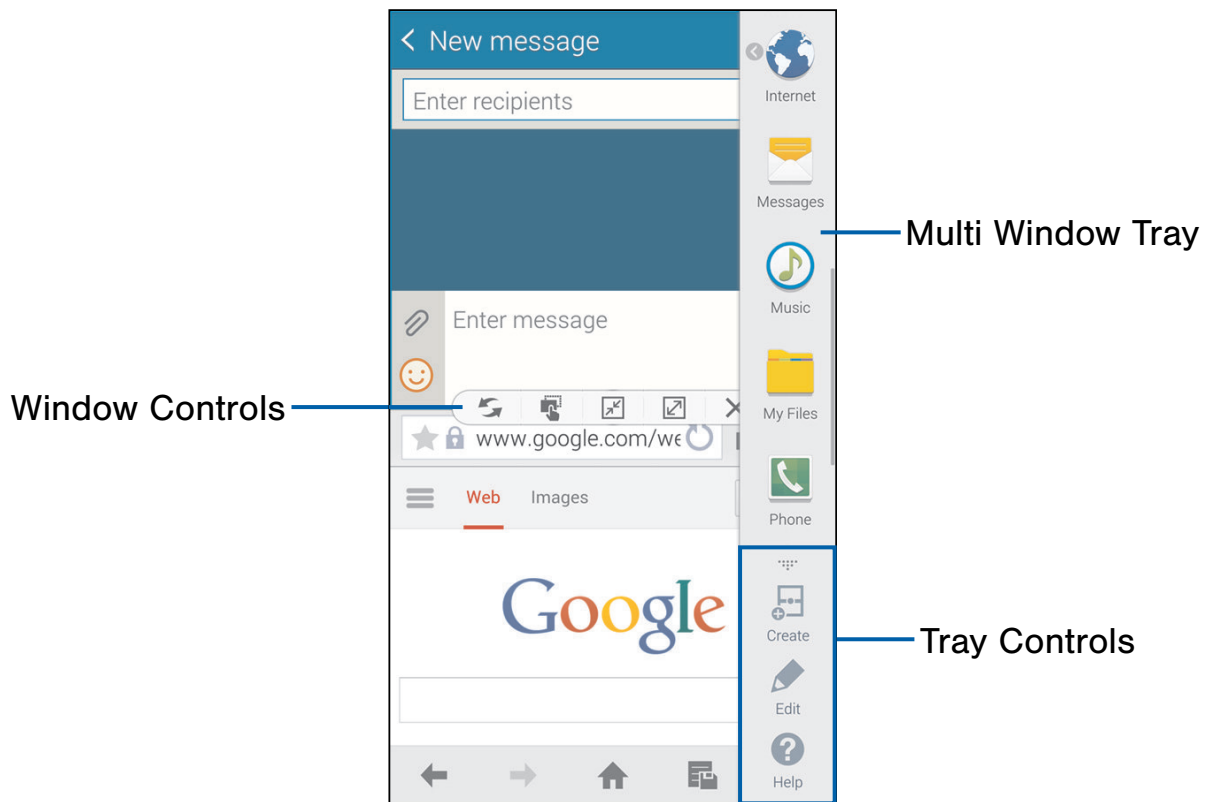 New message
Enter recipients
Internet
Messages
Multi Window Tray
Music
Enter message
Window Controls
My Files
www.google.com/we
Web Images
Phone
Google
Create
Tray Controls
Edit
Help